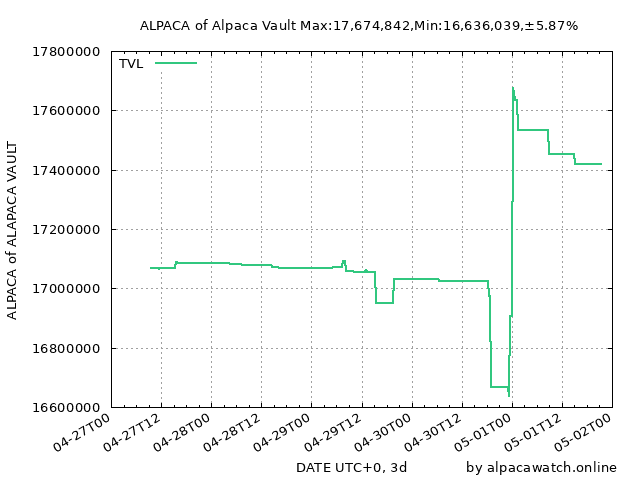 ALPACA of Alpaca Vault Max:17,674,842,Min:16,636,039,±5.87%
17800000
TVL
17600000
17400000
17200000
17000000
16800000
16600000
ALPACA of ALAPACA VAULT
04-27T00
04-27T12
04-28T00
04-28T12
04-29T00
04-29T12
04-30T00
04-30T12
05-01T00
05-01T12
05-02T00
DATE UTC+0, 3d
by alpacawatch.online